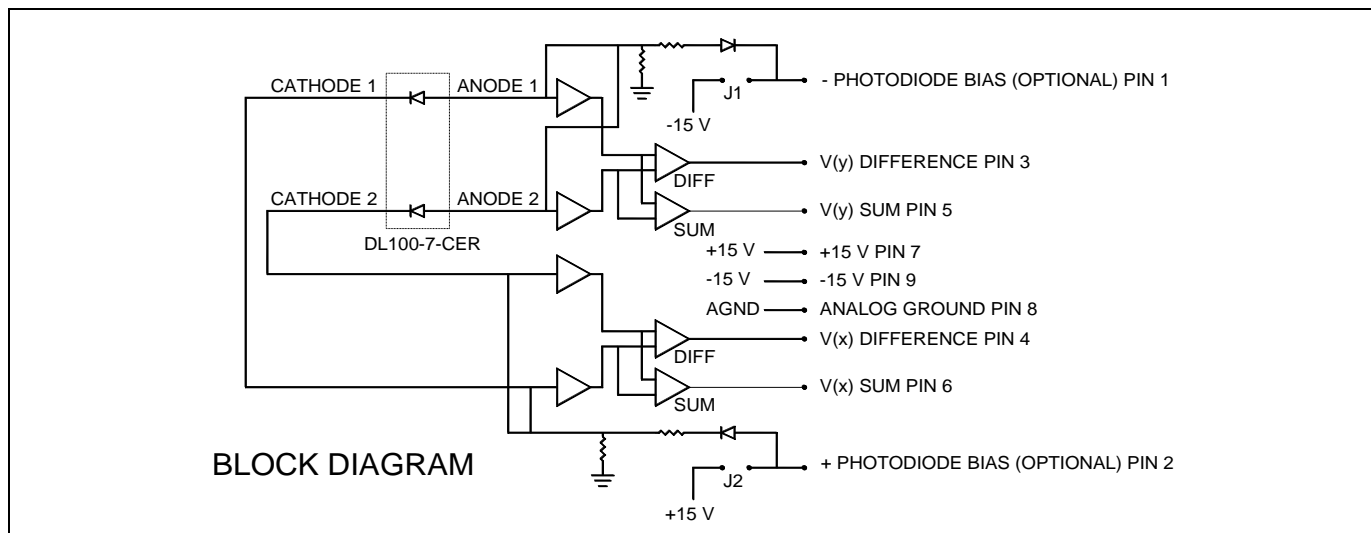 CATHODE 1
ANODE 1
- PHOTODIODE BIAS (OPTIONAL) PIN 1
J1
-15 V
V(y) DIFFERENCE PIN 3
DIFF
CATHODE 2
ANODE 2
V(y) SUM PIN 5
SUM
DL100-7-CER
+15 V
+15 V PIN 7
-15 V
-15 V PIN 9
AGND
ANALOG GROUND PIN 8
V(x) DIFFERENCE PIN 4
DIFF
V(x) SUM PIN 6
SUM
BLOCK DIAGRAM
+ PHOTODIODE BIAS (OPTIONAL) PIN 2
J2
+15 V